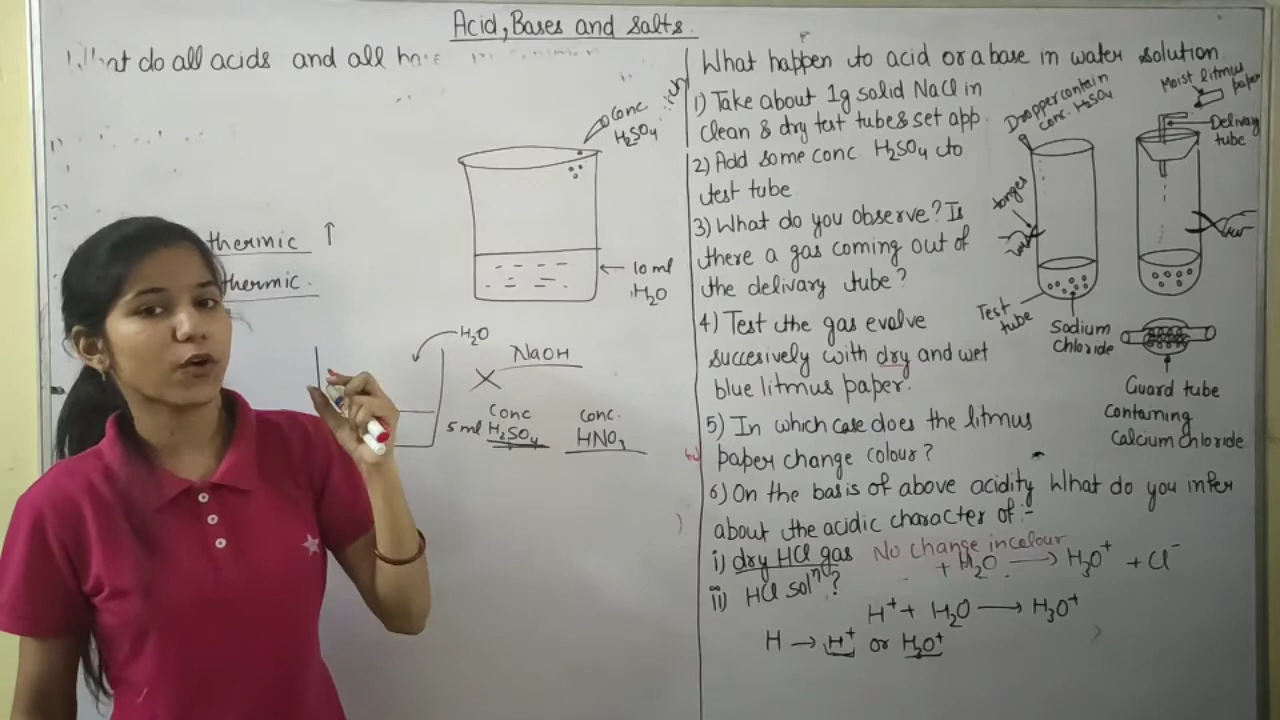 Acid, Bases and Salts.
What do all acids and all
Conc
H₂SO₄
thermic ↑
thermic.
← 10 ml
H₂O
H₂O
NaOH
×
5 ml Conc H₂SO₄
Conc. HNO₃
What happen to acid or a base in water solution
1) Take about 1g solid NaCl in
clean & dry test tube & set app
2) Add some conc H₂SO₄ to
test tube
3) What do you observe? Is
there a gas coming out of
the delivary tube?
4) Test the gas evolve
succesively with dry and wet
blue litmus paper.
5) In which case does the litmus
paper change colour?
6) On the basis of above acidity What do you infer
about the acidic character of :-
i) dry HCl gas No change in colour
+ H₂O ⟶ H₃O⁺ + Cl⁻
ii) HCl solⁿ?
H⁺ + H₂O ⟶ H₃O⁺
H → H⁺ or H₃O⁺
Dropper contain
conc. H₂SO₄
Moist litmus
paper
Delivary
tube
tonges
Test
tube
Sodium
chloride
Guard tube
Contaming
Calcium chloride